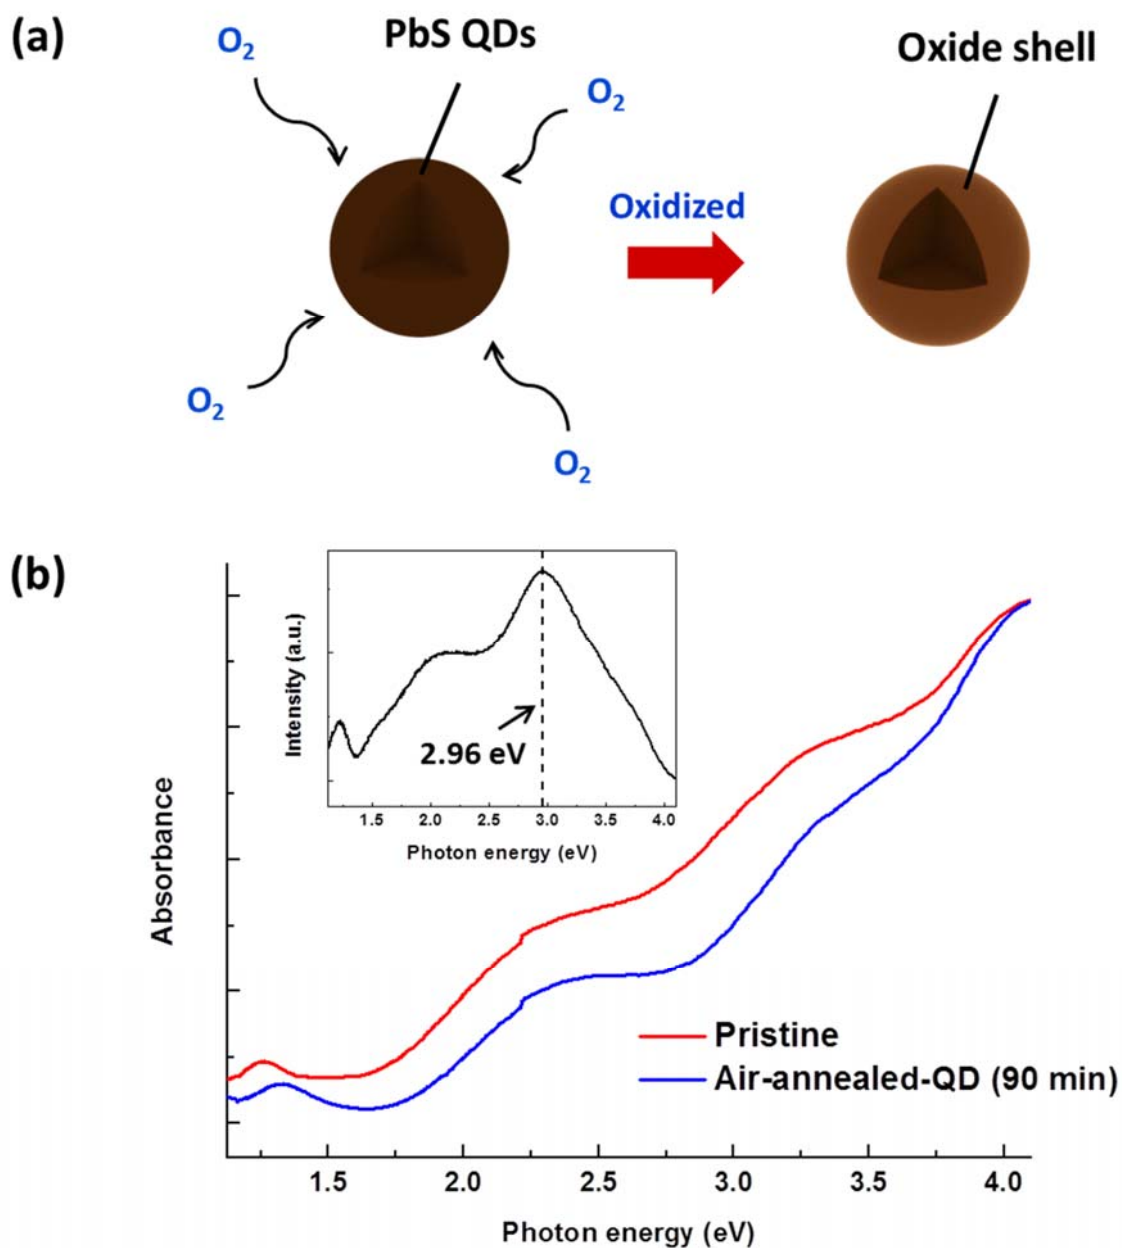 (a)
PbS QDs
Oxide shell
O2
O2
Oxidized
O2
O2
(b)
Intensity (a.u.)
2.96 eV
1.5 2.0 2.5 3.0 3.5 4.0
Photon energy (eV)
Absorbance
Pristine
Air-annealed-QD (90 min)
1.5 2.0 2.5 3.0 3.5 4.0
Photon energy (eV)